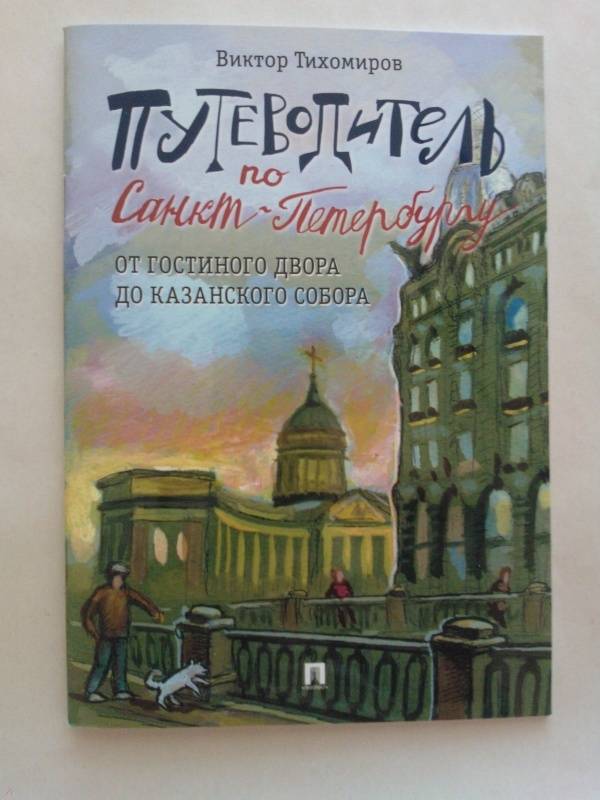 Виктор Тихомиров
Путеводитель
по
Санкт-Петербургу
ОТ ГОСТИНОГО ДВОРА
ДО КАЗАНСКОГО СОБОРА